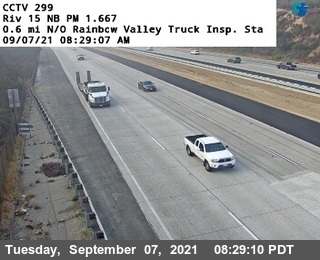 CCTV 299
Riv 15 NB PM 1.667
0.6 mi N/O Rainbow Valley Truck Insp. Sta
09/07/21 08:29:07 AM
Tuesday, September 07, 2021 08:29:10 PDT